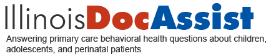 IllinoisDocAssist
Answering primary care behavioral health questions about children,
adolescents, and perinatal patients